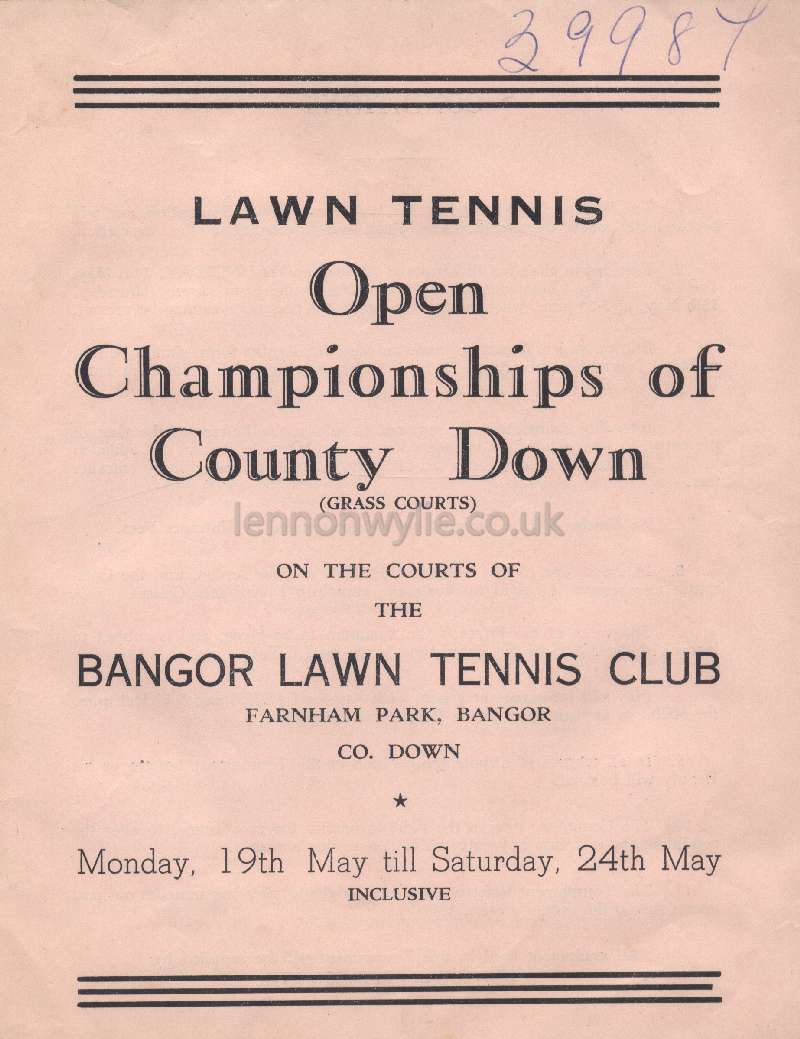 39987
LAWN TENNIS
Open
Championships of
County Down
(GRASS COURTS)
lennonwylie.co.uk
ON THE COURTS OF
THE
BANGOR LAWN TENNIS CLUB
FARNHAM PARK, BANGOR
CO. DOWN
★
Monday, 19th May till Saturday, 24th May
INCLUSIVE